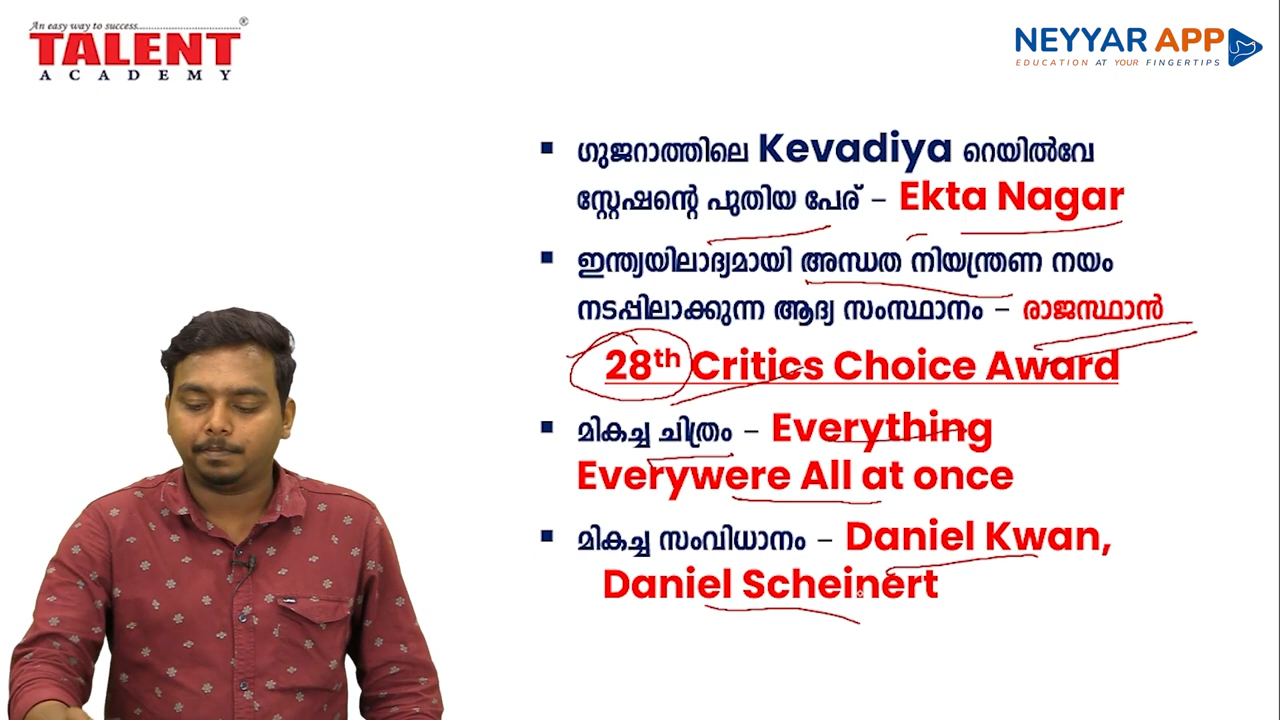 An easy way to success
TALENT
ACADEMY
NEYYAR APP
EDUCATION AT YOUR FINGERTIPS
ഗുജറാത്തിലെ Kevadiya റെയിൽവേ
സ്റ്റേഷന്റെ പുതിയ പേര് – Ekta Nagar
ഇന്ത്യയിലാദ്യമായി അന്ധത നിയന്ത്രണ നയം
നടപ്പിലാക്കുന്ന ആദ്യ സംസ്ഥാനം – രാജസ്ഥാൻ
28th Critics Choice Award
മികച്ച ചിത്രം – Everything
Everywere All at once
മികച്ച സംവിധാനം – Daniel Kwan,
Daniel Scheinert